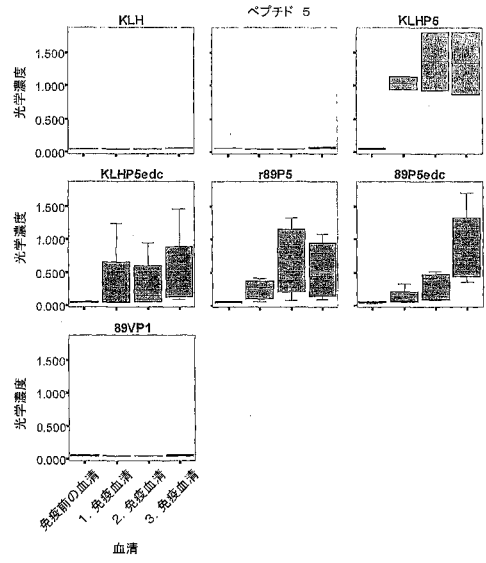 KLH
ペプチド 5
KLHP5
光学濃度
1.500
1.000
0.500
0.000
KLHP5edc
r89P5
89P5edc
光学濃度
1.500
1.000
0.500
0.000
89VP1
光学濃度
1.500
1.000
0.500
0.000
免疫前の血清
1. 免疫血清
2. 免疫血清
3. 免疫血清
血清